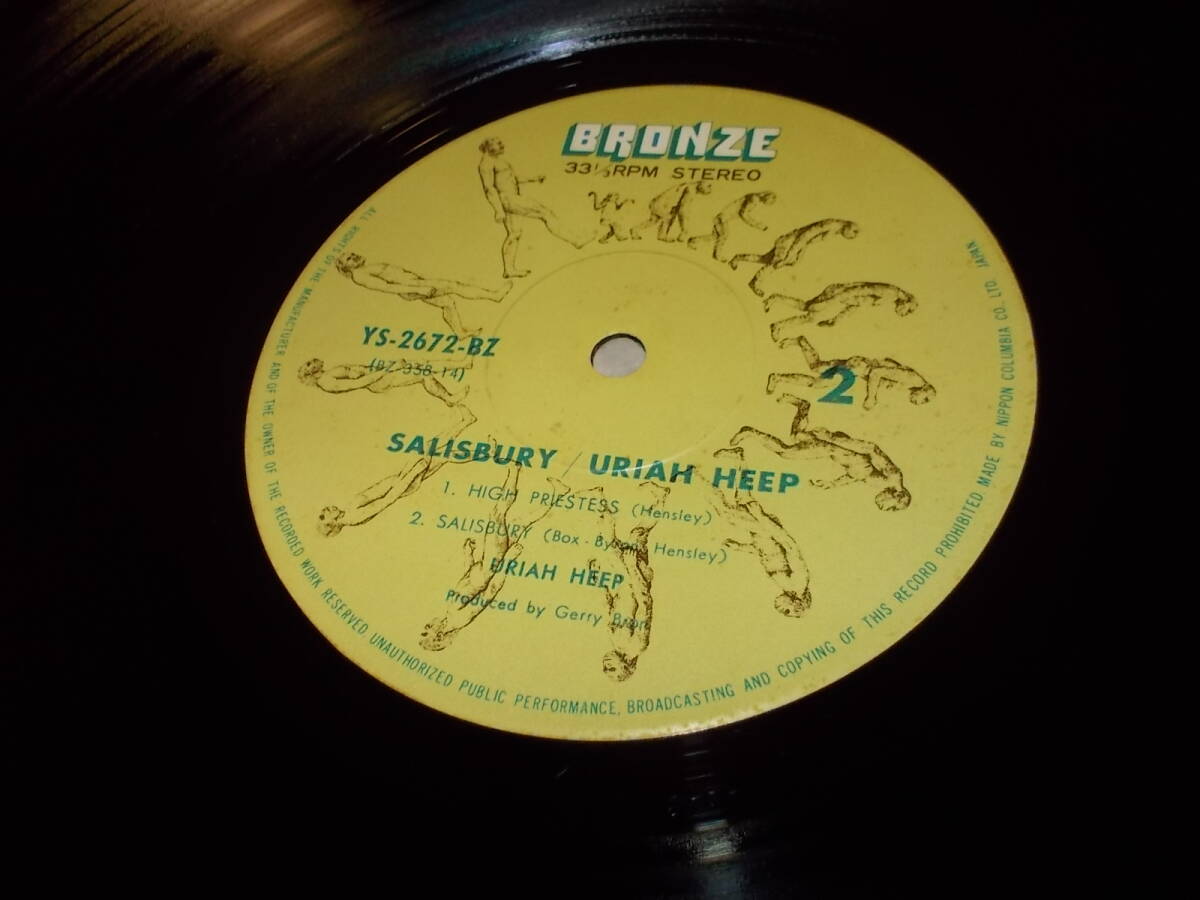 BRONZE
33⅓RPM STEREO
YS-2672-BZ
(BZ-338-14)
2
SALISBURY / URIAH HEEP
1. HIGH PRIESTESS (Hensley)
2. SALISBURY (Box · Byron · Hensley)
URIAH HEEP
Produced by Gerry Bron
ALL RIGHTS OF THE MANUFACTURER AND OF THE OWNER OF THE RECORDED WORK RESERVED. UNAUTHORIZED PUBLIC PERFORMANCE, BROADCASTING AND COPYING OF THIS RECORD PROHIBITED. MADE BY NIPPON COLUMBIA CO., LTD. JAPAN